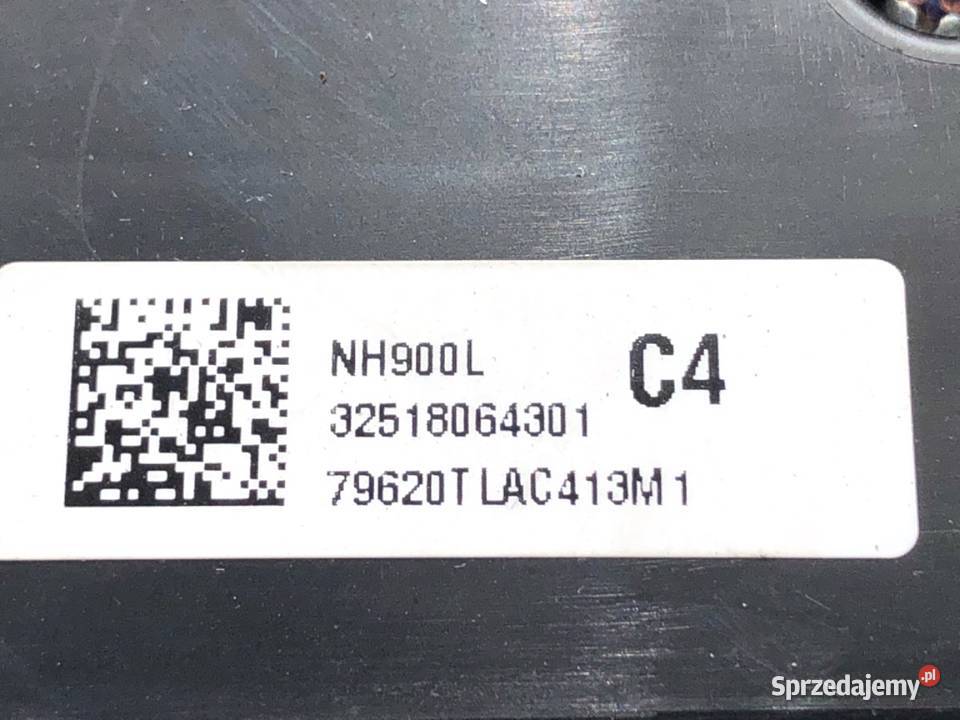 NH900L
C4
32518064301
79620TLAC413M1
Sprzedajemy.pl